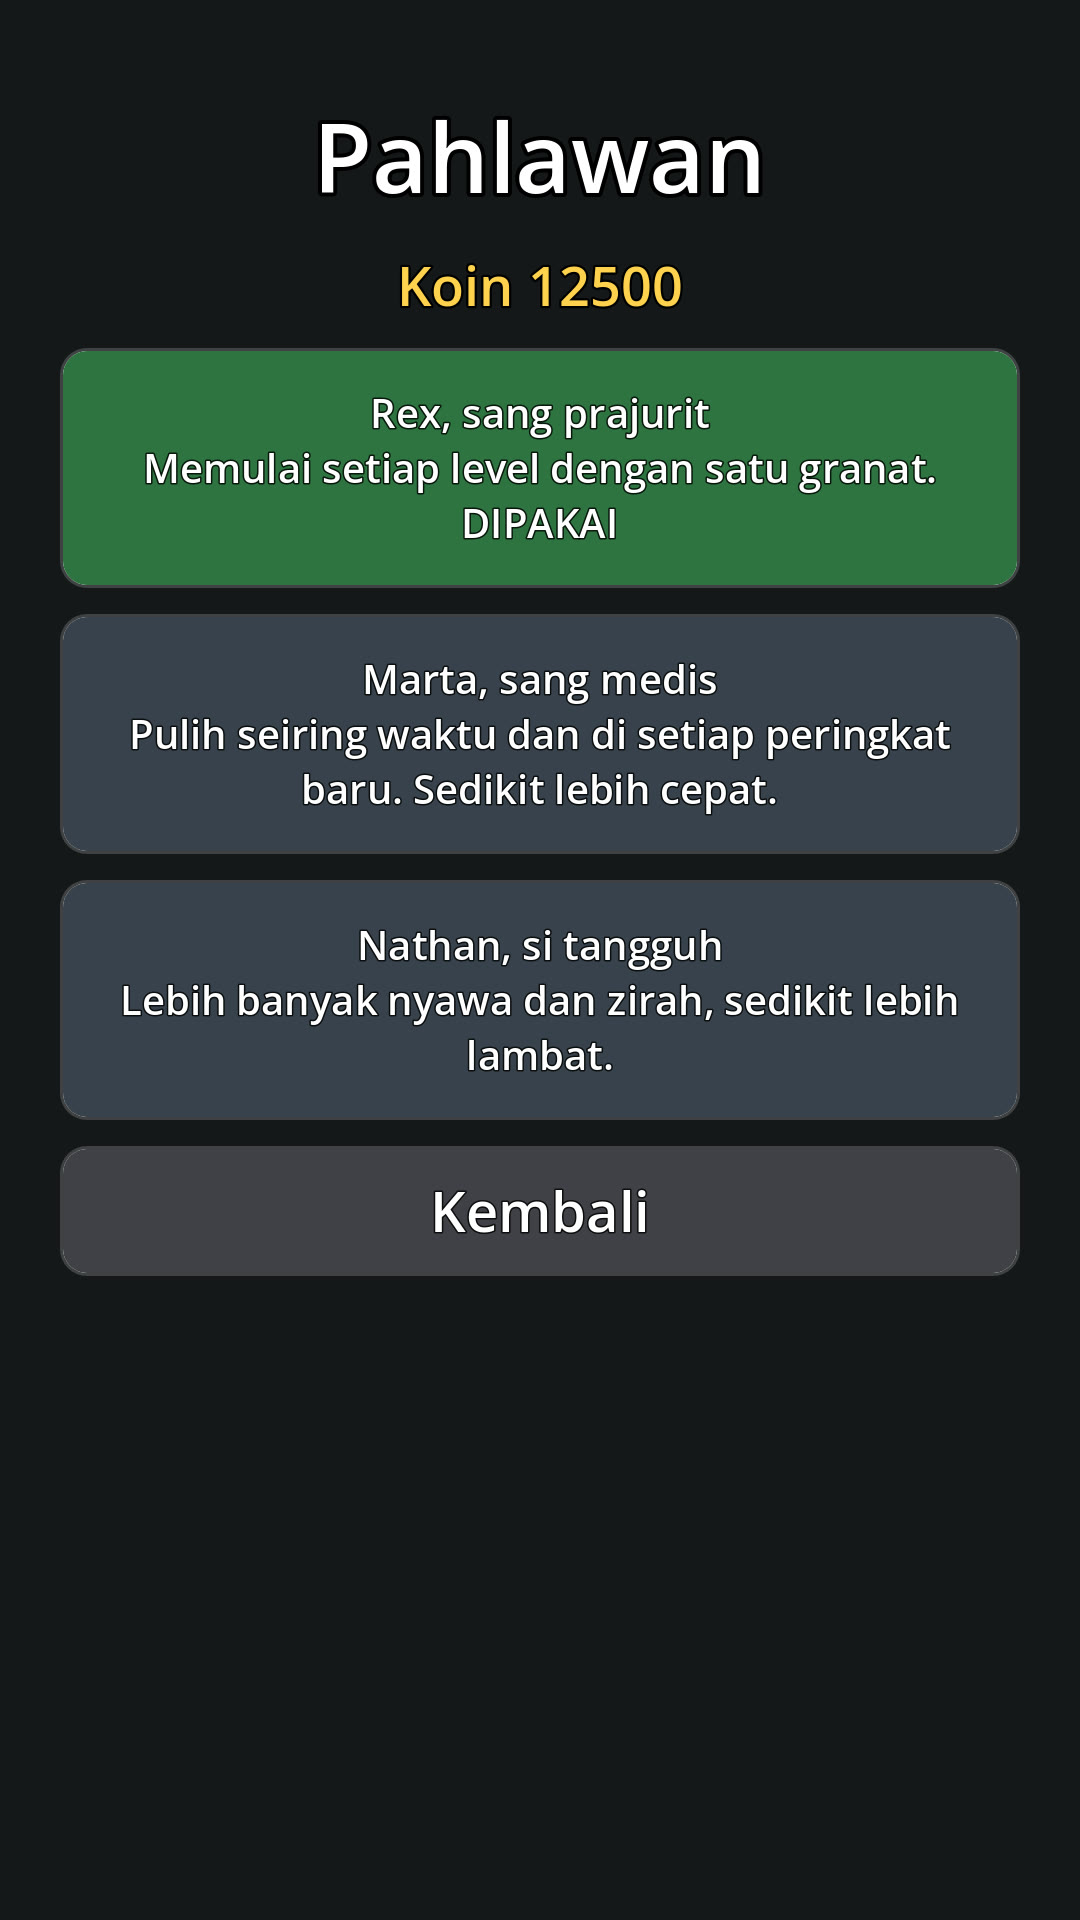 Pahlawan
Koin 12500
Rex, sang prajurit
Memulai setiap level dengan satu granat.
DIPAKAI
Marta, sang medis
Pulih seiring waktu dan di setiap peringkat
baru. Sedikit lebih cepat.
Nathan, si tangguh
Lebih banyak nyawa dan zirah, sedikit lebih
lambat.
Kembali